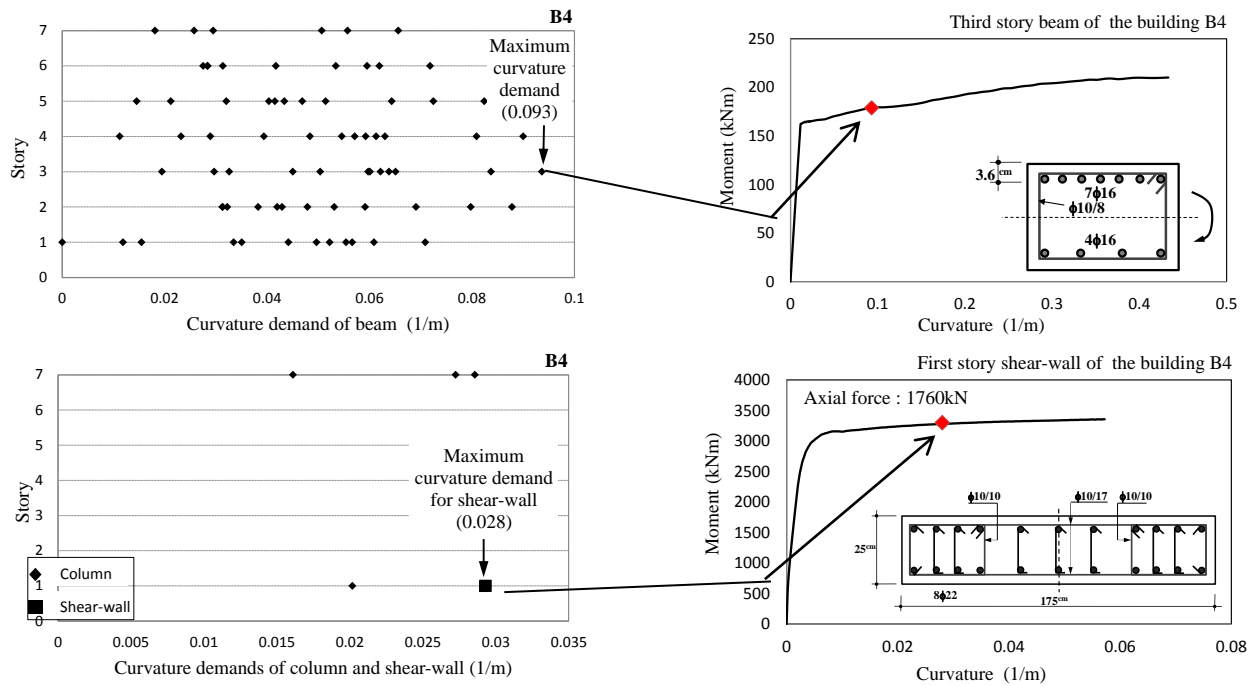 B4
Maximum
curvature
demand
(0.093)
7
6
5
4
3
2
1
0
Story
0 0.02 0.04 0.06 0.08 0.1
Curvature demand of beam (1/m)
Third story beam of the building B4
250
200
150
100
50
0
Moment (kNm)
3.6 cm
7ϕ16
ϕ10/8
4ϕ16
0 0.1 0.2 0.3 0.4 0.5
Curvature (1/m)
B4
Maximum
curvature demand
for shear-wall
(0.028)
7
6
5
4
3
2
1
0
Story
Column
Shear-wall
0 0.005 0.01 0.015 0.02 0.025 0.03 0.035
Curvature demands of column and shear-wall (1/m)
First story shear-wall of the building B4
Axial force : 1760kN
4000
3500
3000
2500
2000
1500
1000
500
0
Moment (kNm)
ϕ10/10 ϕ10/17 ϕ10/10
25cm
8ϕ22
175cm
0 0.02 0.04 0.06 0.08
Curvature (1/m)